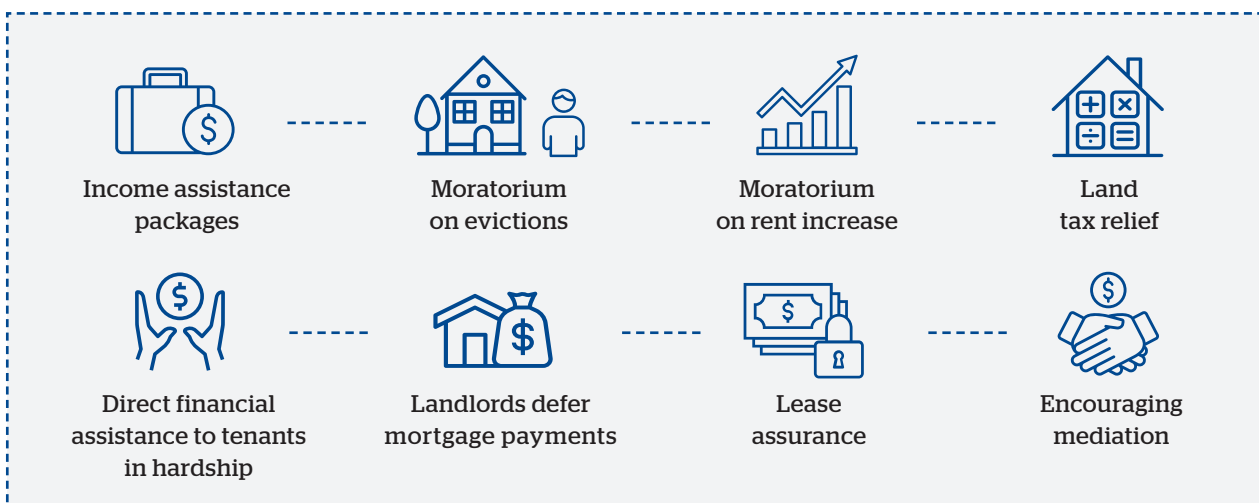 Income assistance
packages
Moratorium
on evictions
Moratorium
on rent increase
Land
tax relief
Direct financial
assistance to tenants
in hardship
Landlords defer
mortgage payments
Lease
assurance
Encouraging
mediation